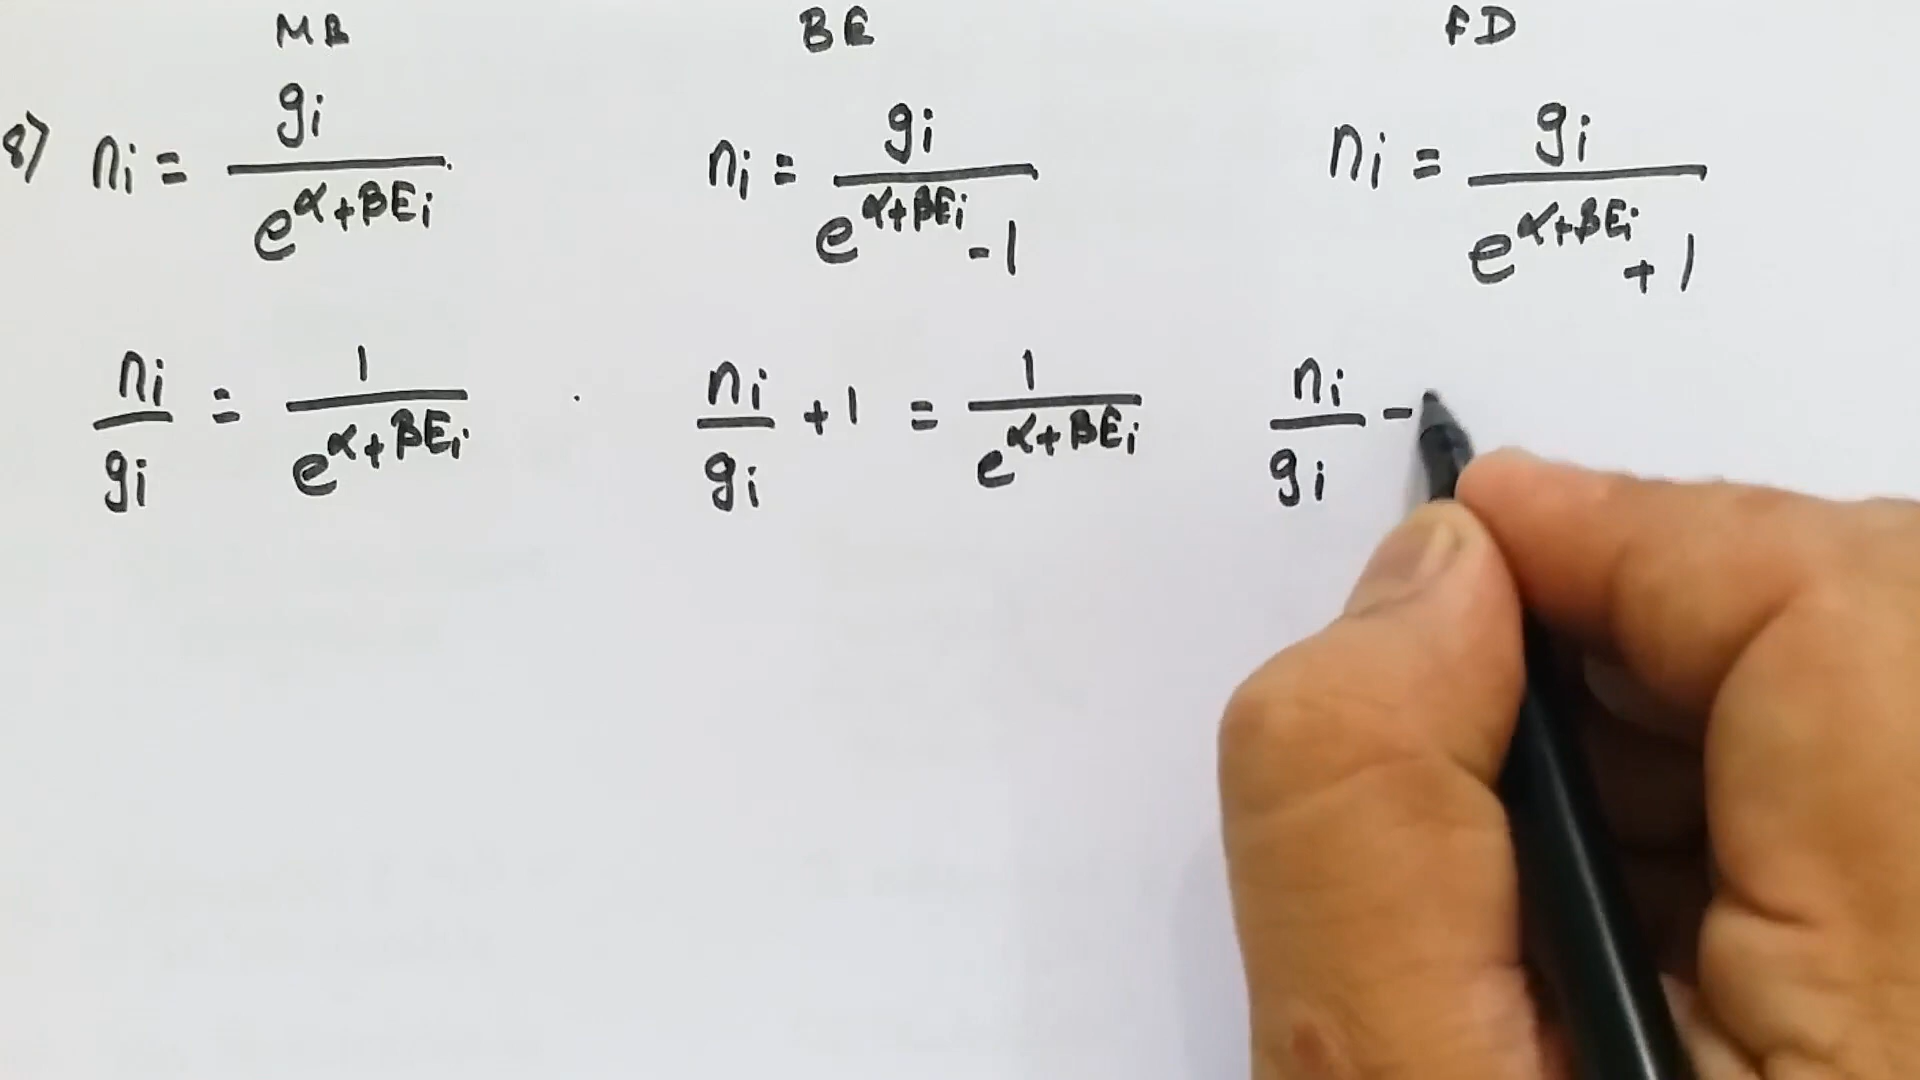 MB BE FD
8) ni = gi / e^(α+βEi) ni = gi / e^(α+βEi) - 1 ni = gi / e^(α+βEi) + 1
ni / gi = 1 / e^(α+βEi) ni / gi + 1 = 1 / e^(α+βEi) ni / gi -